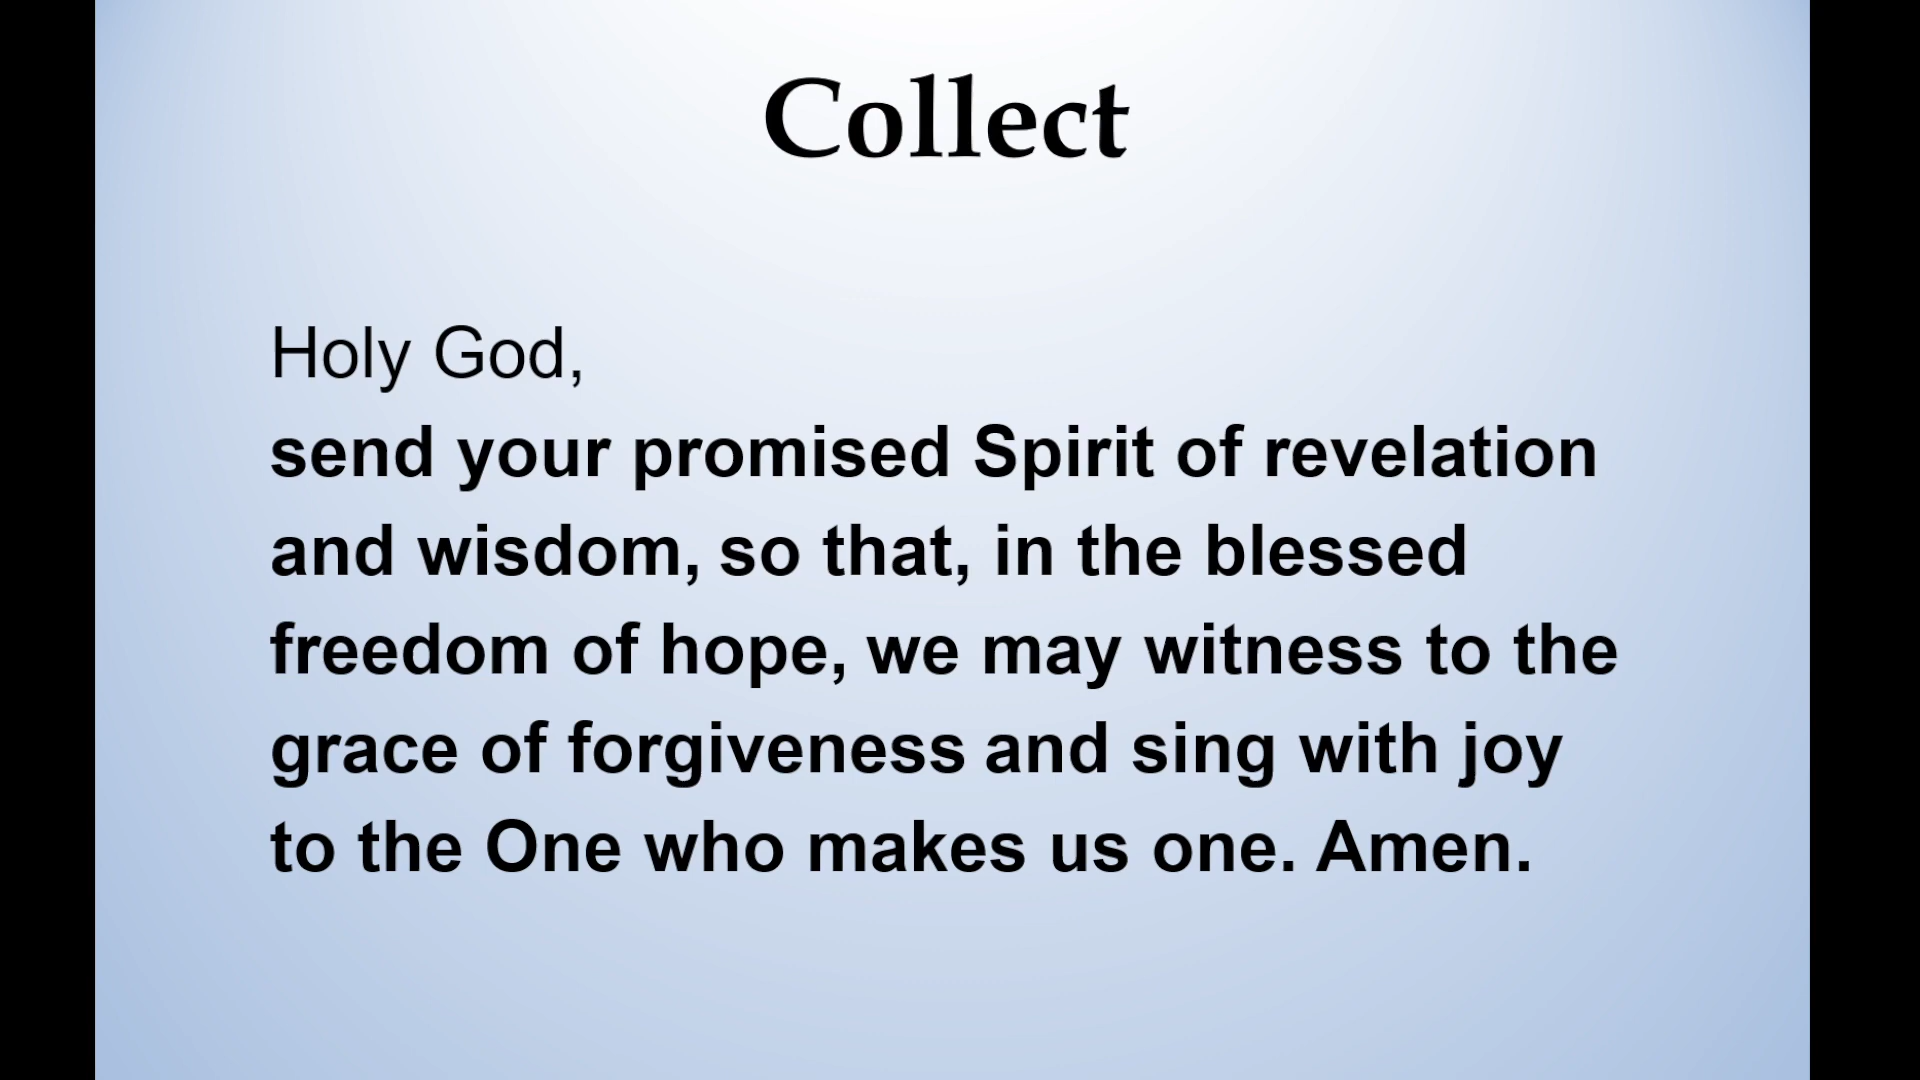 Collect
Holy God,
send your promised Spirit of revelation
and wisdom, so that, in the blessed
freedom of hope, we may witness to the
grace of forgiveness and sing with joy
to the One who makes us one. Amen.